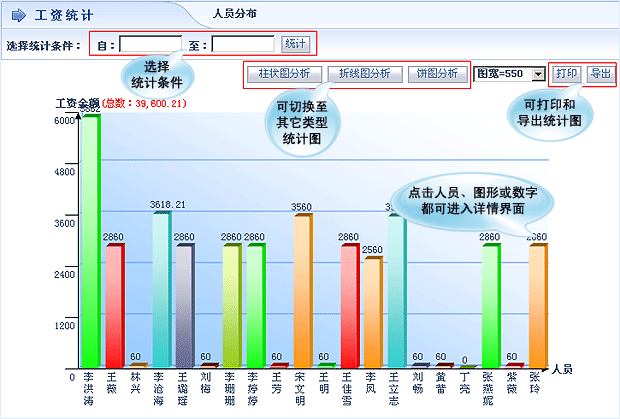 工资统计
人员分布
选择统计条件： 自： 至： 统计
选择
统计条件
柱状图分析 折线图分析 饼图分析 图宽=550 打印 导出
可切换至
其它类型
统计图
可打印和
导出统计图
工资金额(总数：39,600.21)
点击人员、图形或数字
都可进入详情界面
6000
4800
3600
2400
1200
0
2860 60 3618.21 2860 60 2860 2860 60 3560 60 2860 2560 60 60 0 2860 60 2860
李洪涛 王薇 林兴 李沧海 王璐瑶 刘梅 李珊珊 李婷婷 王芳 宋文明 王明 王佳雪 李凤 王立志 刘畅 黄蕾 丁亮 张燕妮 紫薇 张玲
人员